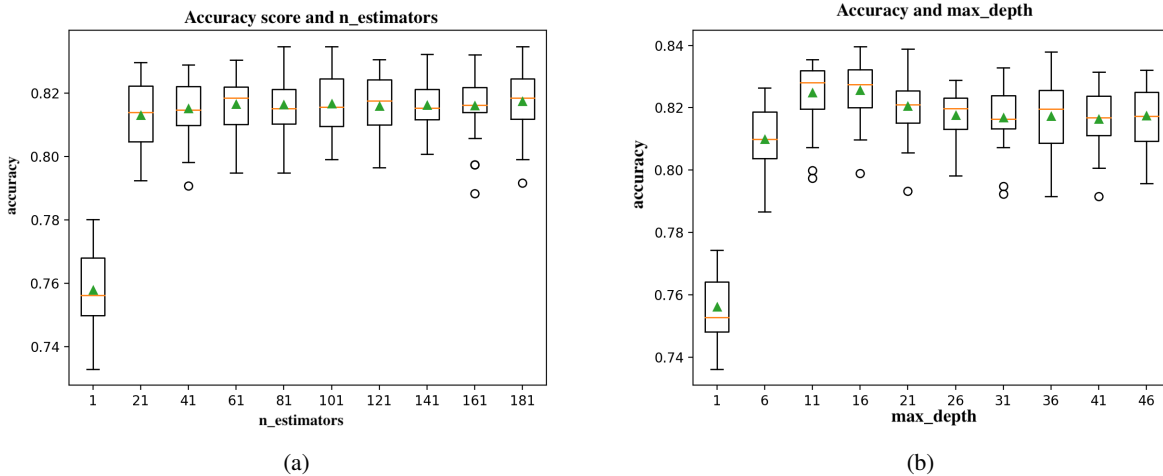 Accuracy score and n_estimators
0.82
0.80
0.78
0.76
0.74
accuracy
1 21 41 61 81 101 121 141 161 181
n_estimators
(a)
Accuracy and max_depth
0.84
0.82
0.80
0.78
0.76
0.74
accuracy
1 6 11 16 21 26 31 36 41 46
max_depth
(b)